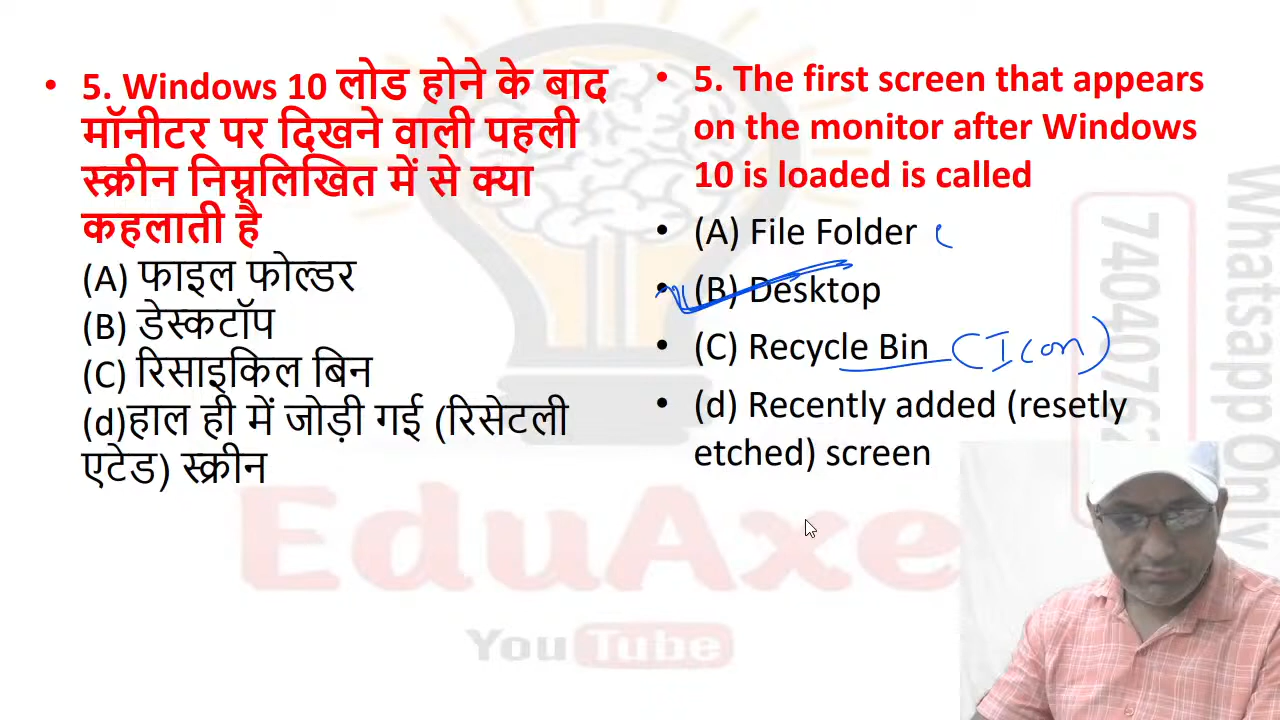 • 5. Windows 10 लोड होने के बाद
मॉनीटर पर दिखने वाली पहली
स्क्रीन निम्नलिखित में से क्या
कहलाती है
(A) फाइल फोल्डर
(B) डेस्कटॉप
(C) रिसाइकिल बिन
(d)हाल ही में जोड़ी गई (रिसेटली
एटेड) स्क्रीन
• 5. The first screen that appears
on the monitor after Windows
10 is loaded is called
• (A) File Folder
• (B) Desktop
• (C) Recycle Bin (Icon)
• (d) Recently added (resetly
etched) screen
EduAxe
YouTube
Whatsapp Only